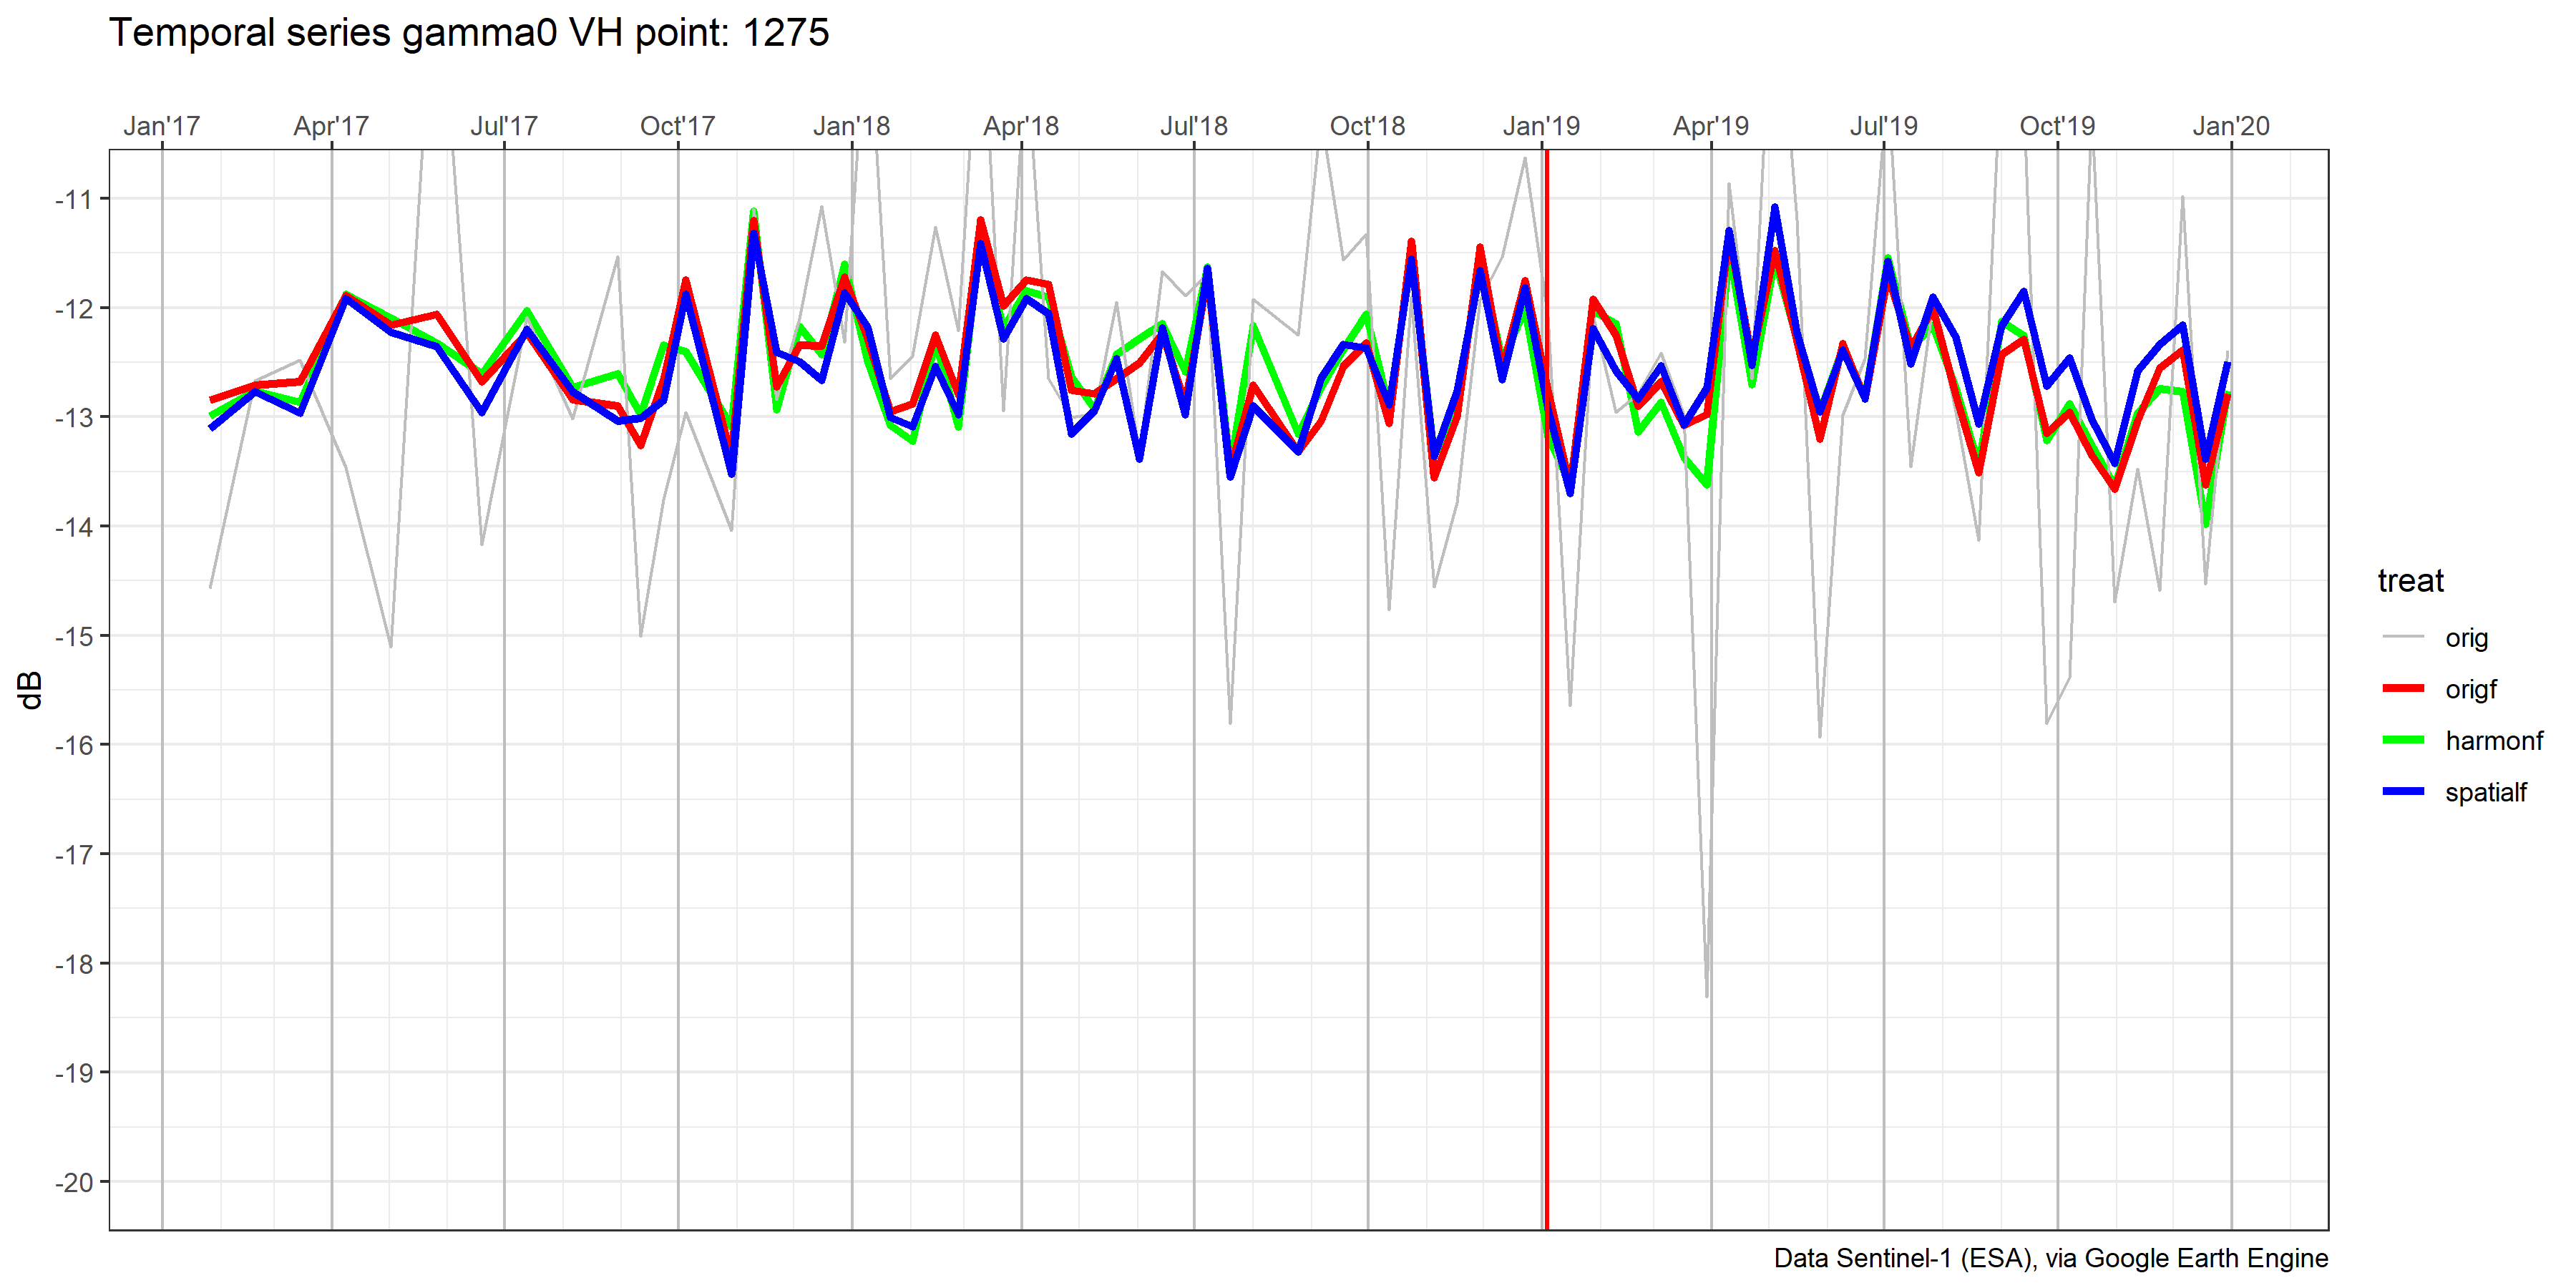 Temporal series gamma0 VH point: 1275
Jan'17 Apr'17 Jul'17 Oct'17 Jan'18 Apr'18 Jul'18 Oct'18 Jan'19 Apr'19 Jul'19 Oct'19 Jan'20
-11
-12
-13
-14
-15
-16
-17
-18
-19
-20
dB
treat
orig
origf
harmonf
spatialf
Data Sentinel-1 (ESA), via Google Earth Engine